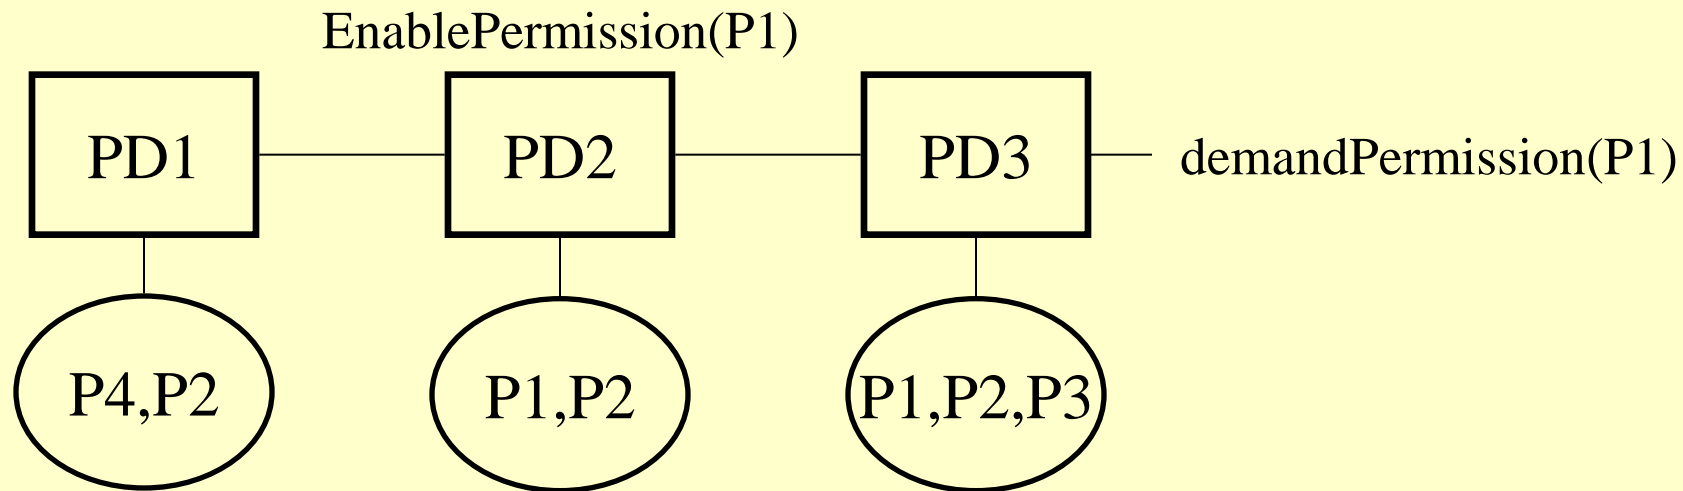 EnablePermission(P1)
PD1
PD2
PD3
demandPermission(P1)
P4,P2
P1,P2
P1,P2,P3